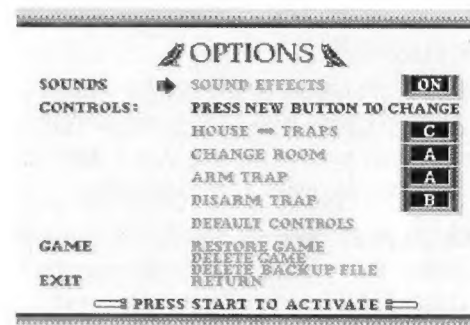 OPTIONS
SOUNDS SOUND EFFECTS ON
CONTROLS: PRESS NEW BUTTON TO CHANGE
HOUSE ⇔ TRAPS C
CHANGE ROOM A
ARM TRAP A
DISARM TRAP B
DEFAULT CONTROLS
GAME RESTORE GAME
DELETE GAME
DELETE BACKUP FILE
EXIT RETURN
PRESS START TO ACTIVATE